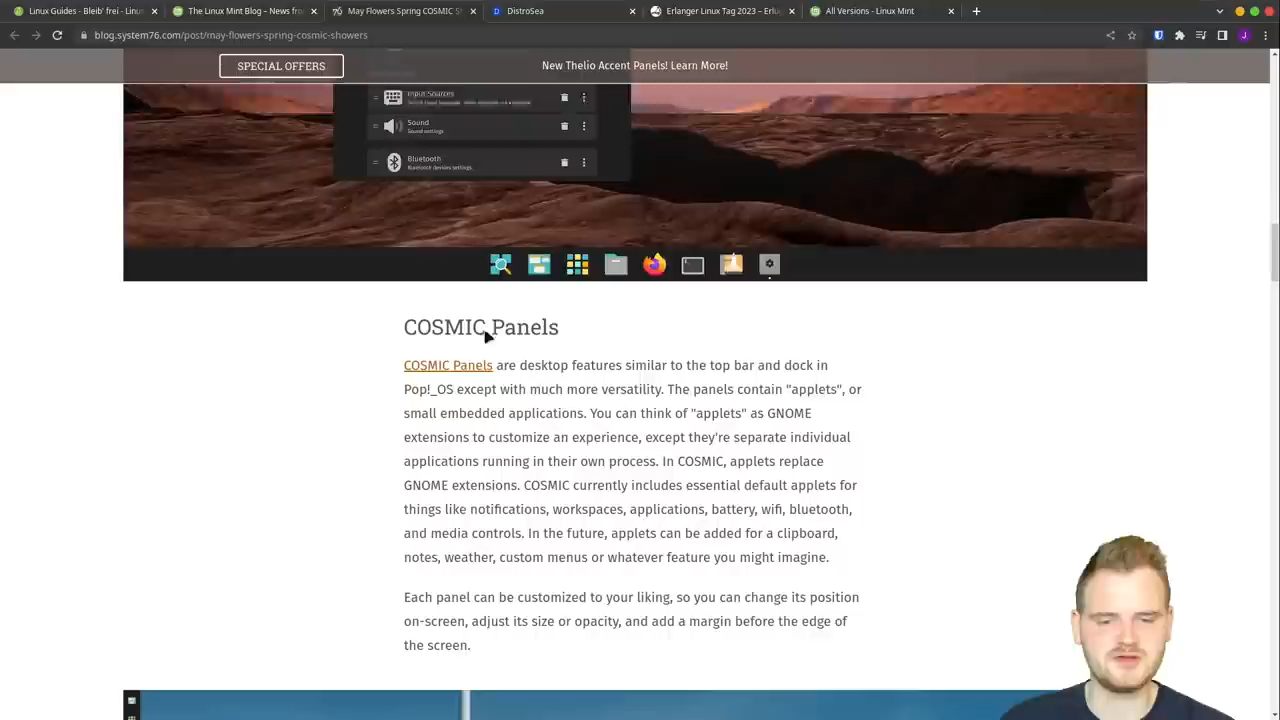 Linux Guides - Bleib' frei - Linu
The Linux Mint Blog – News fro
May Flowers Spring COSMIC S
DistroSea
Erlanger Linux Tag 2023 – Erlu
All Versions - Linux Mint
blog.system76.com/post/may-flowers-spring-cosmic-showers
SPECIAL OFFERS
New Thelio Accent Panels! Learn More!
Input Sources
Sound
Sound settings
Bluetooth
Bluetooth devices settings
COSMIC Panels
COSMIC Panels are desktop features similar to the top bar and dock in
Pop!_OS except with much more versatility. The panels contain "applets", or
small embedded applications. You can think of "applets" as GNOME
extensions to customize an experience, except they're separate individual
applications running in their own process. In COSMIC, applets replace
GNOME extensions. COSMIC currently includes essential default applets for
things like notifications, workspaces, applications, battery, wifi, bluetooth,
and media controls. In the future, applets can be added for a clipboard,
notes, weather, custom menus or whatever feature you might imagine.
Each panel can be customized to your liking, so you can change its position
on-screen, adjust its size or opacity, and add a margin before the edge of
the screen.